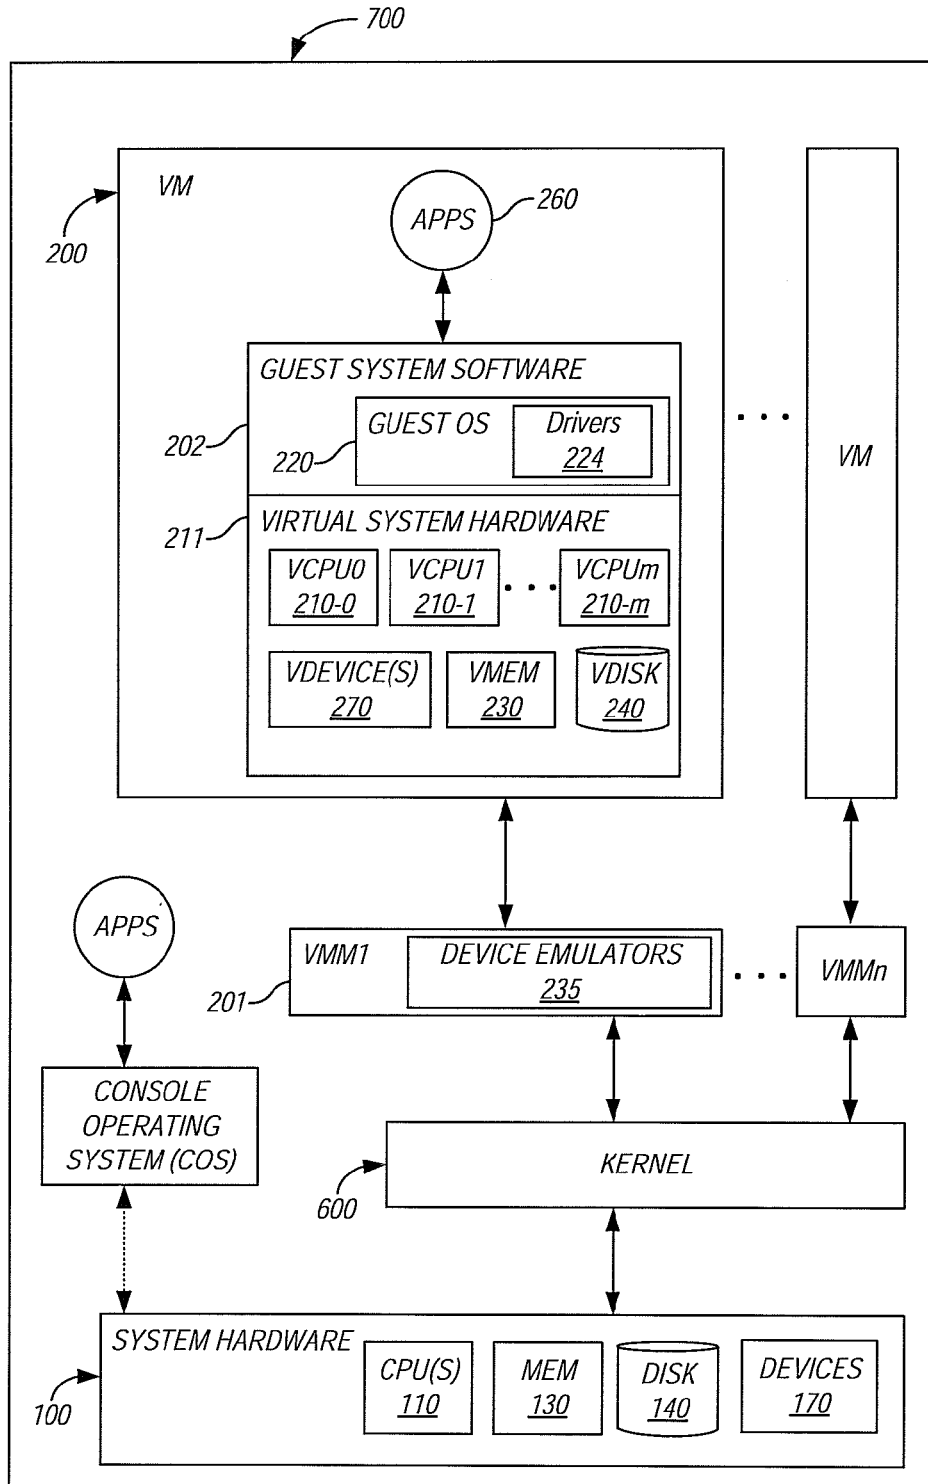 700
VM
200
APPS
260
GUEST SYSTEM SOFTWARE
202
GUEST OS
220
Drivers
224
VM
211
VIRTUAL SYSTEM HARDWARE
VCPU0
210-0
VCPU1
210-1
VCPUm
210-m
VDEVICE(S)
270
VMEM
230
VDISK
240
APPS
VMM1
201
DEVICE EMULATORS
235
VMMn
CONSOLE
OPERATING
SYSTEM (COS)
KERNEL
600
SYSTEM HARDWARE
100
CPU(S)
110
MEM
130
DISK
140
DEVICES
170